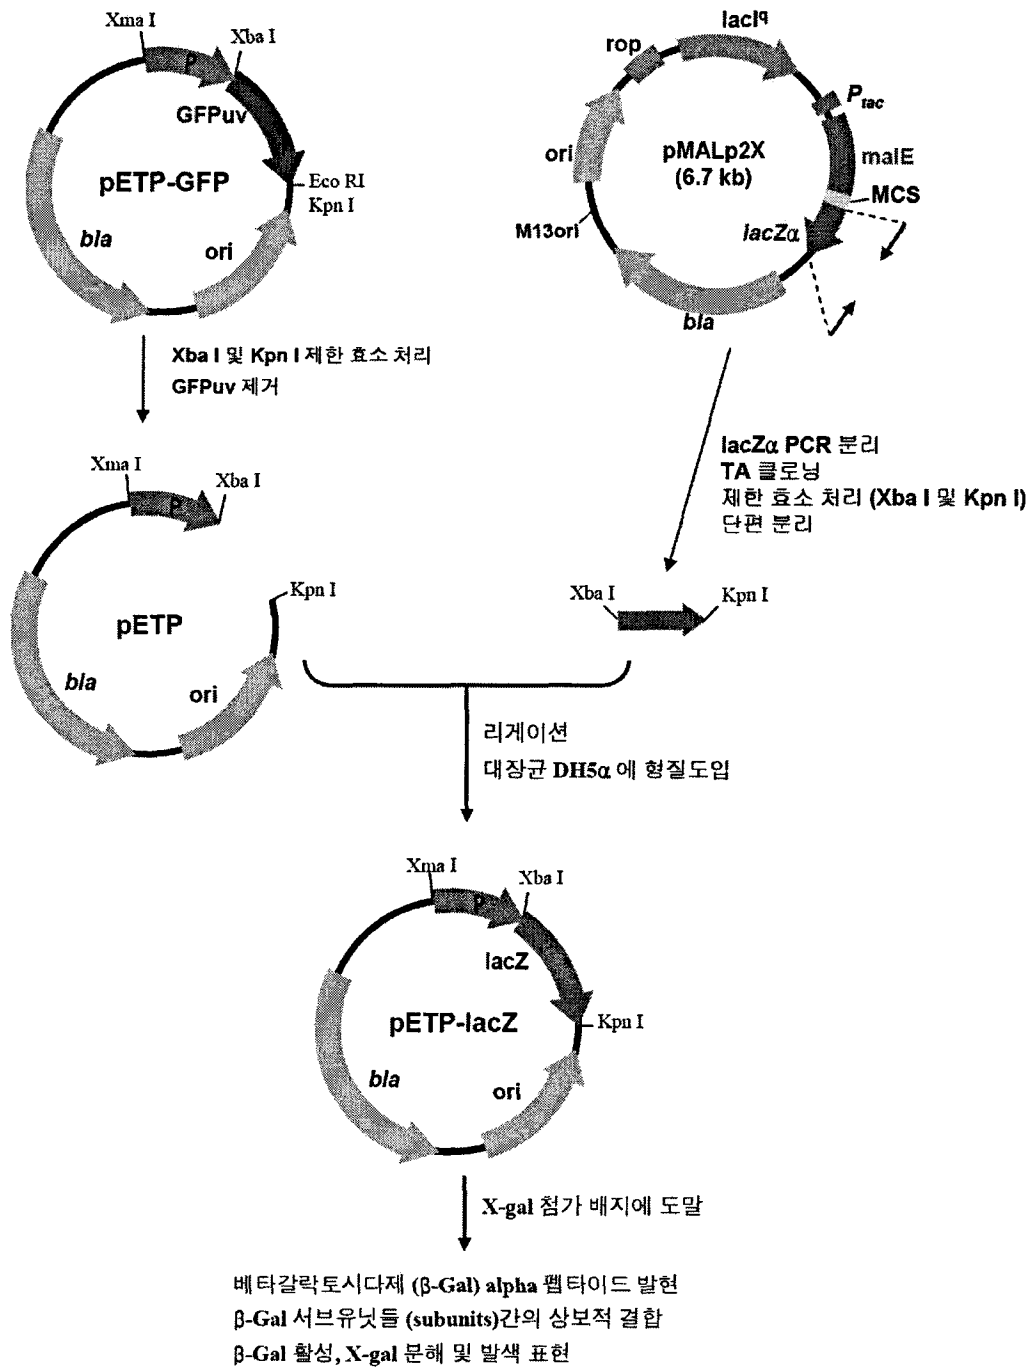 Xma I
P
Xba I
GFPuv
pETP-GFP
Eco RI
Kpn I
bla
ori
lacIq
rop
Ptac
ori
pMALp2X
(6.7 kb)
malE
MCS
M13ori
lacZα
bla
Xba I 및 Kpn I 제한 효소 처리
GFPuv 제거
lacZα PCR 분리
TA 클로닝
제한 효소 처리 (Xba I 및 Kpn I)
단편 분리
Xma I
P
Xba I
Kpn I
pETP
bla
ori
Xba I
Kpn I
리게이션
대장균 DH5α 에 형질도입
Xma I
P
Xba I
lacZ
pETP-lacZ
Kpn I
bla
ori
X-gal 첨가 배지에 도말
베타갈락토시다제 (β-Gal) alpha 펩타이드 발현
β-Gal 서브유닛들 (subunits)간의 상보적 결합
β-Gal 활성, X-gal 분해 및 발색 표현